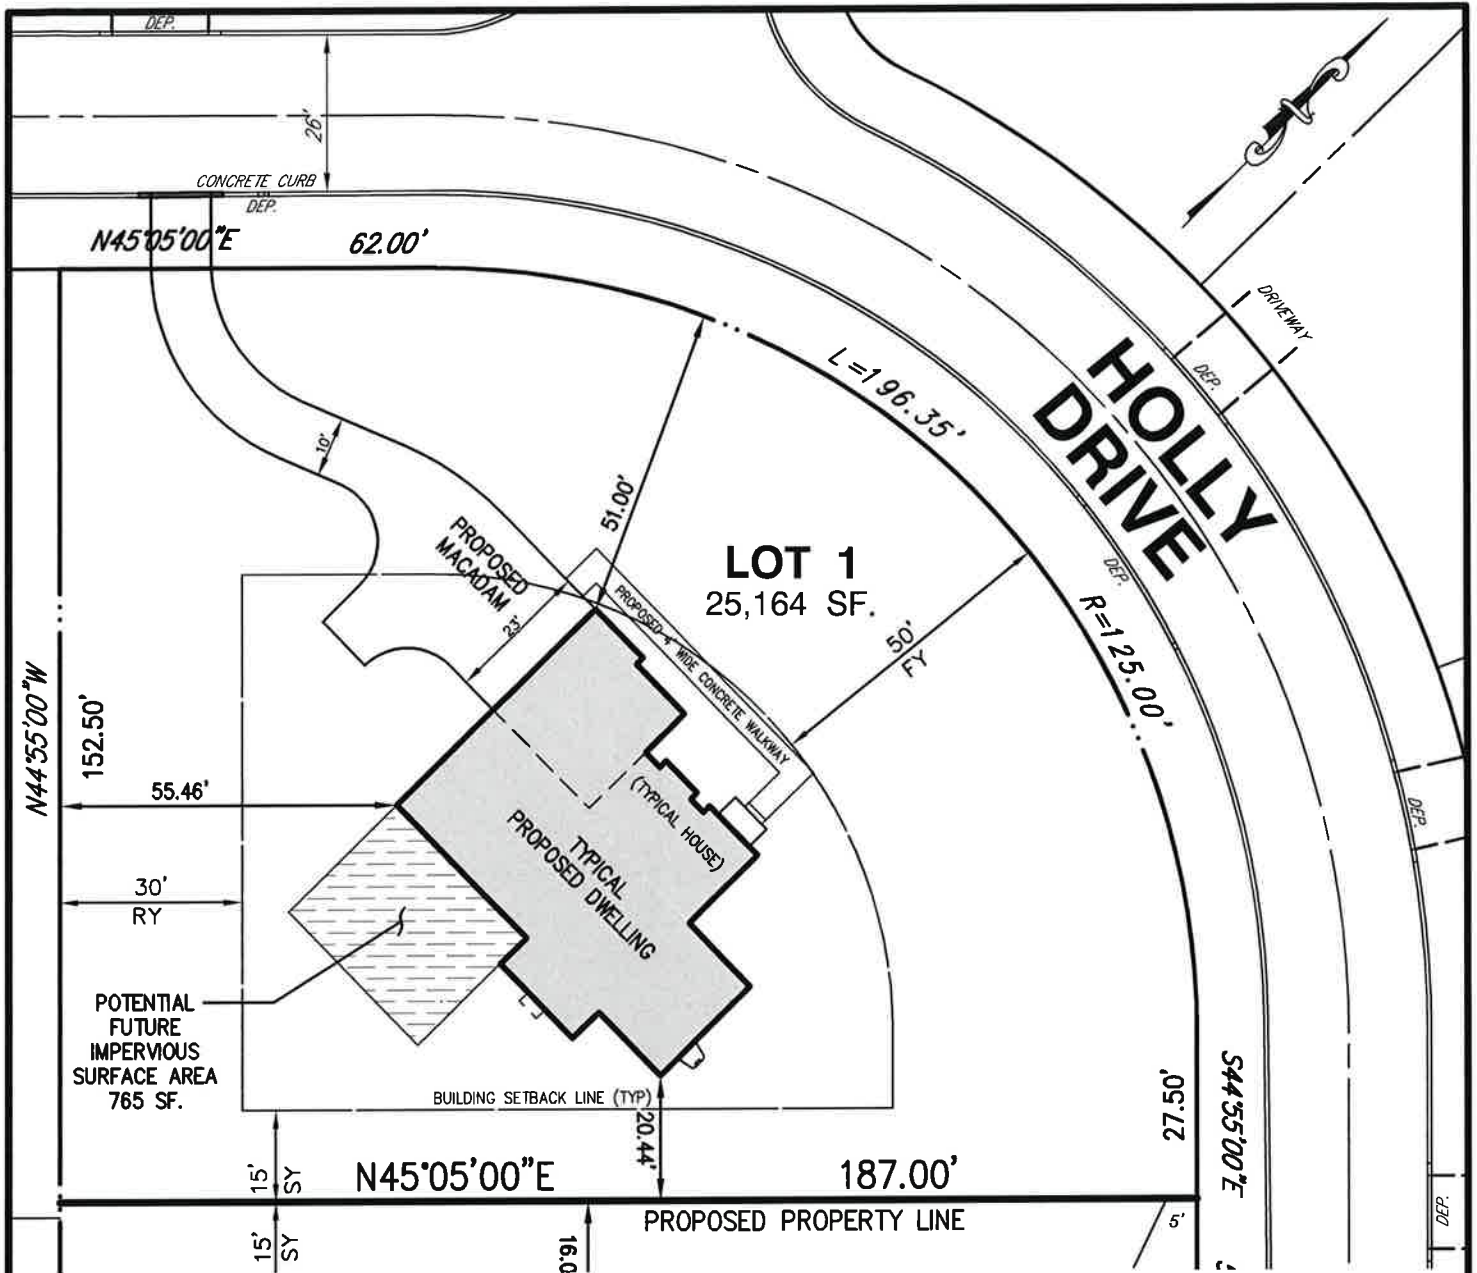 DEP.
26'
CONCRETE CURB
DEP.
N45°05'00"E
62.00'
DRIVEWAY
DEP.
HOLLY
DRIVE
L=196.35'
10'
51.00'
PROPOSED
MACADAM
23'
LOT 1
25,164 SF.
PROPOSED 4' WIDE CONCRETE WALKWAY
50'
FY
DEP.
R=125.00'
N44°55'00"W
152.50'
55.46'
30'
RY
(TYPICAL HOUSE)
TYPICAL
PROPOSED DWELLING
DEP.
POTENTIAL
FUTURE
IMPERVIOUS
SURFACE AREA
765 SF.
BUILDING SETBACK LINE (TYP)
20.44'
27.50'
S44°55'00"E
15'
SY
N45°05'00"E
187.00'
PROPOSED PROPERTY LINE
5'
DEP.
15'
SY
16.0